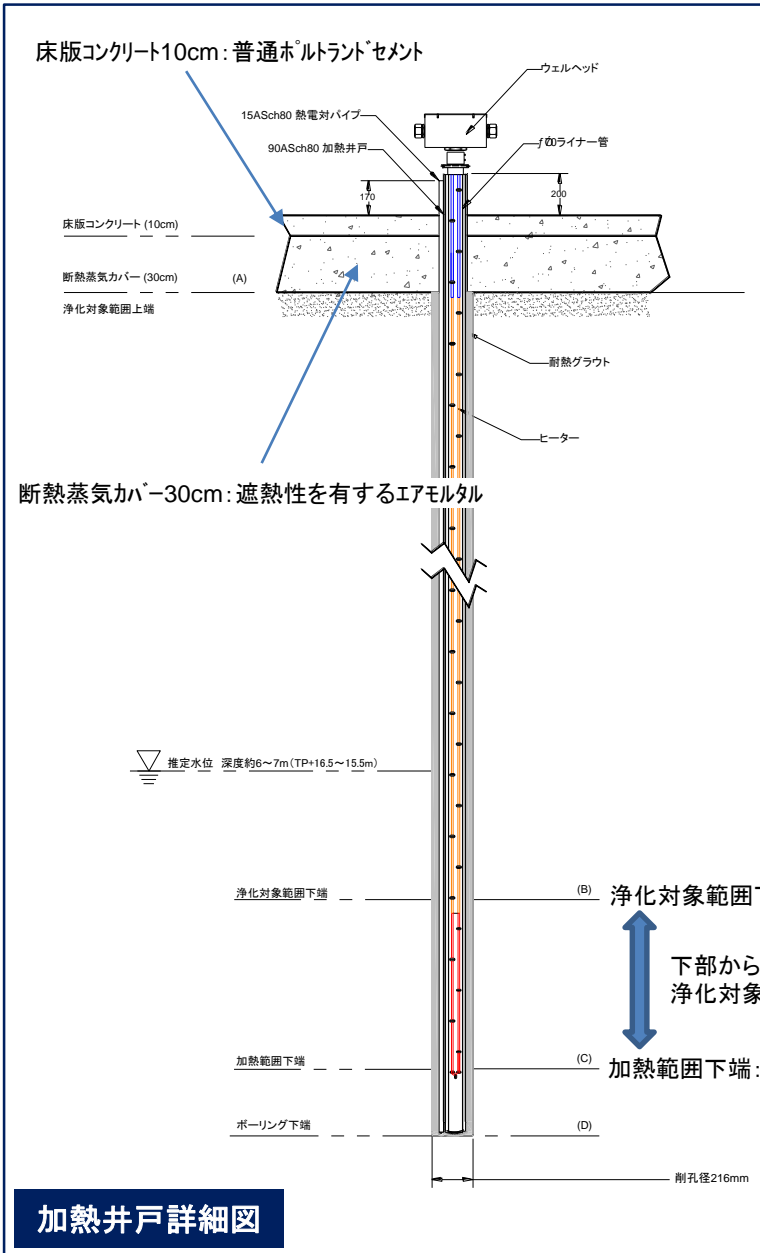 床版コンクリート10cm：普通ポルトランドセメント
ウェルヘッド
15ASch80 熱電対パイプ
90ASch80 加熱井戸
ライナー管
170
200
床版コンクリート (10cm)
断熱蒸気カバー (30cm)
(A)
浄化対象範囲上端
耐熱グラウト
ヒーター
断熱蒸気カバー30cm：遮熱性を有するエアモルタル
推定水位 深度約6～7m（TP+16.5～15.5m）
浄化対象範囲下端
(B)
浄化対象範囲
下部から
浄化対象
加熱範囲下端
(C)
加熱範囲下端：
ボーリング下端
(D)
削孔径216mm
加熱井戸詳細図